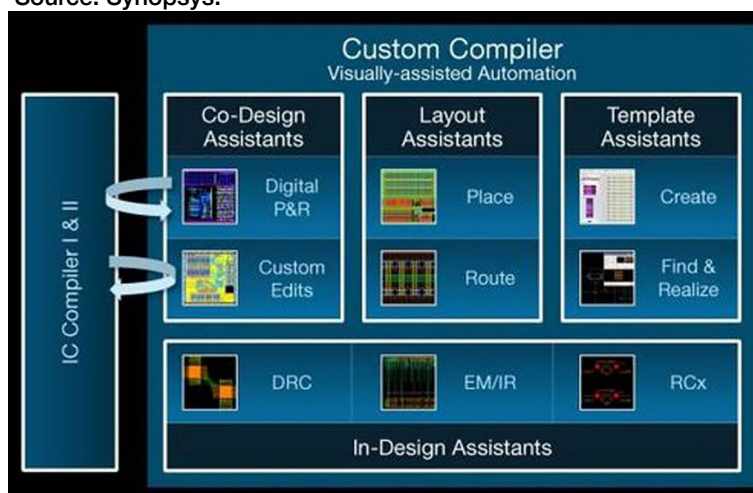 Source: Synopsys.
Custom Compiler
Visually-assisted Automation
IC Compiler I & II
Co-Design
Assistants
Digital
P&R
Custom
Edits
Layout
Assistants
Place
Route
Template
Assistants
Create
Find &
Realize
DRC
EM/IR
RCx
In-Design Assistants